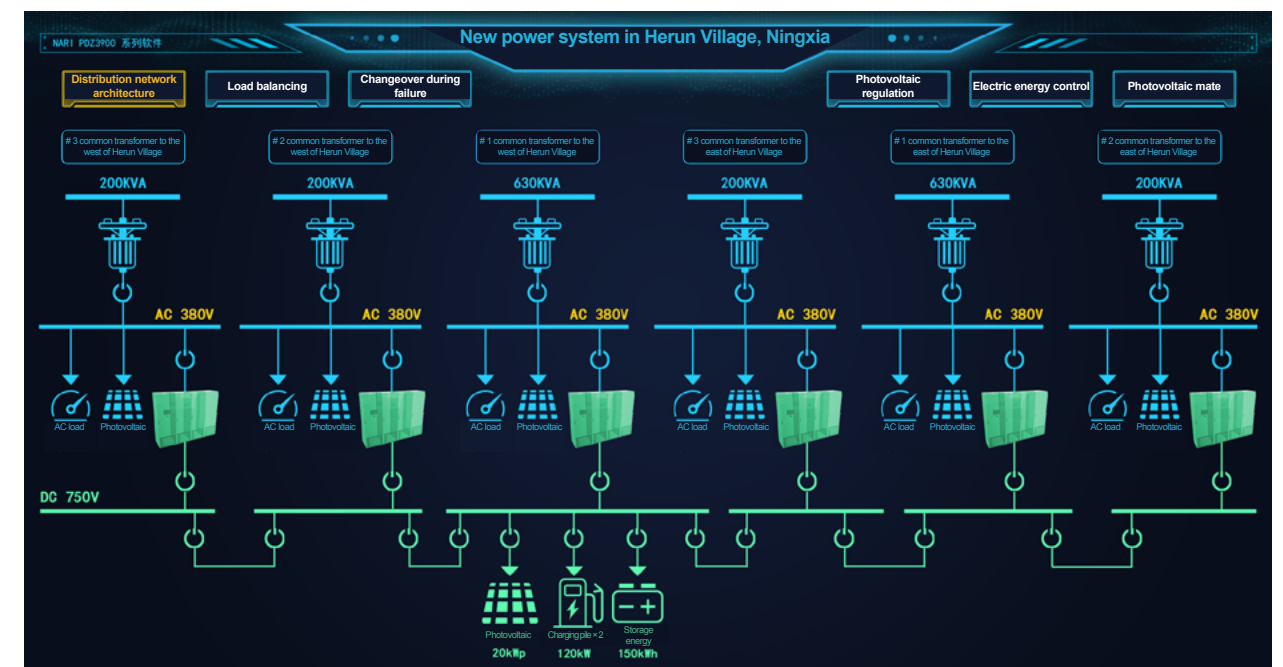 NARI PDZ3900 系列软件
New power system in Herun Village, Ningxia
Distribution network
architecture
Load balancing
Changeover during
failure
Photovoltaic
regulation
Electric energy control
Photovoltaic mate
# 3 common transformer to the
west of Herun Village
# 2 common transformer to the
west of Herun Village
# 1 common transformer to the
west of Herun Village
# 3 common transformer to the
east of Herun Village
# 1 common transformer to the
east of Herun Village
# 2 common transformer to the
east of Herun Village
200KVA
200KVA
630KVA
200KVA
630KVA
200KVA
AC 380V
AC 380V
AC 380V
AC 380V
AC 380V
AC 380V
AC load
Photovoltaic
AC load
Photovoltaic
AC load
Photovoltaic
AC load
Photovoltaic
AC load
Photovoltaic
AC load
Photovoltaic
DC 750V
Photovoltaic
20kWp
Charging pile × 2
120kW
Storage
energy
150kWh